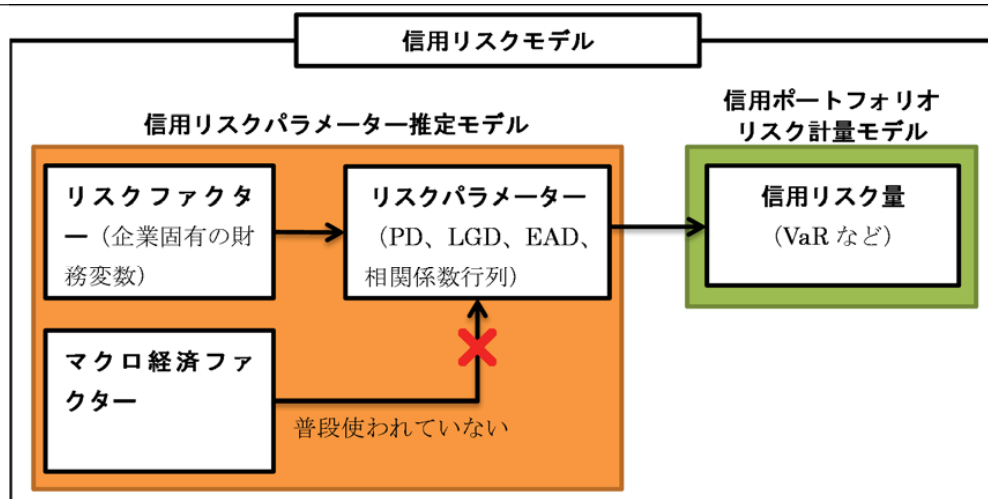 信用リスクモデル
信用リスクパラメーター推定モデル
信用ポートフォリオ
リスク計量モデル
リスクファクタ
ー（企業固有の財
務変数）
リスクパラメーター
（PD、LGD、EAD、
相関係数行列）
信用リスク量
（VaR など）
マクロ経済ファ
クター
普段使われていない